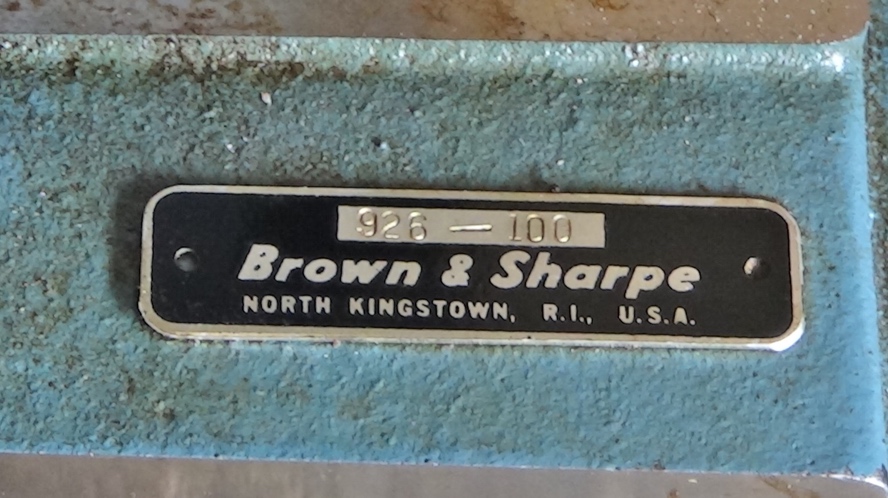 926 — 100
Brown & Sharpe
NORTH KINGSTOWN, R.I., U.S.A.